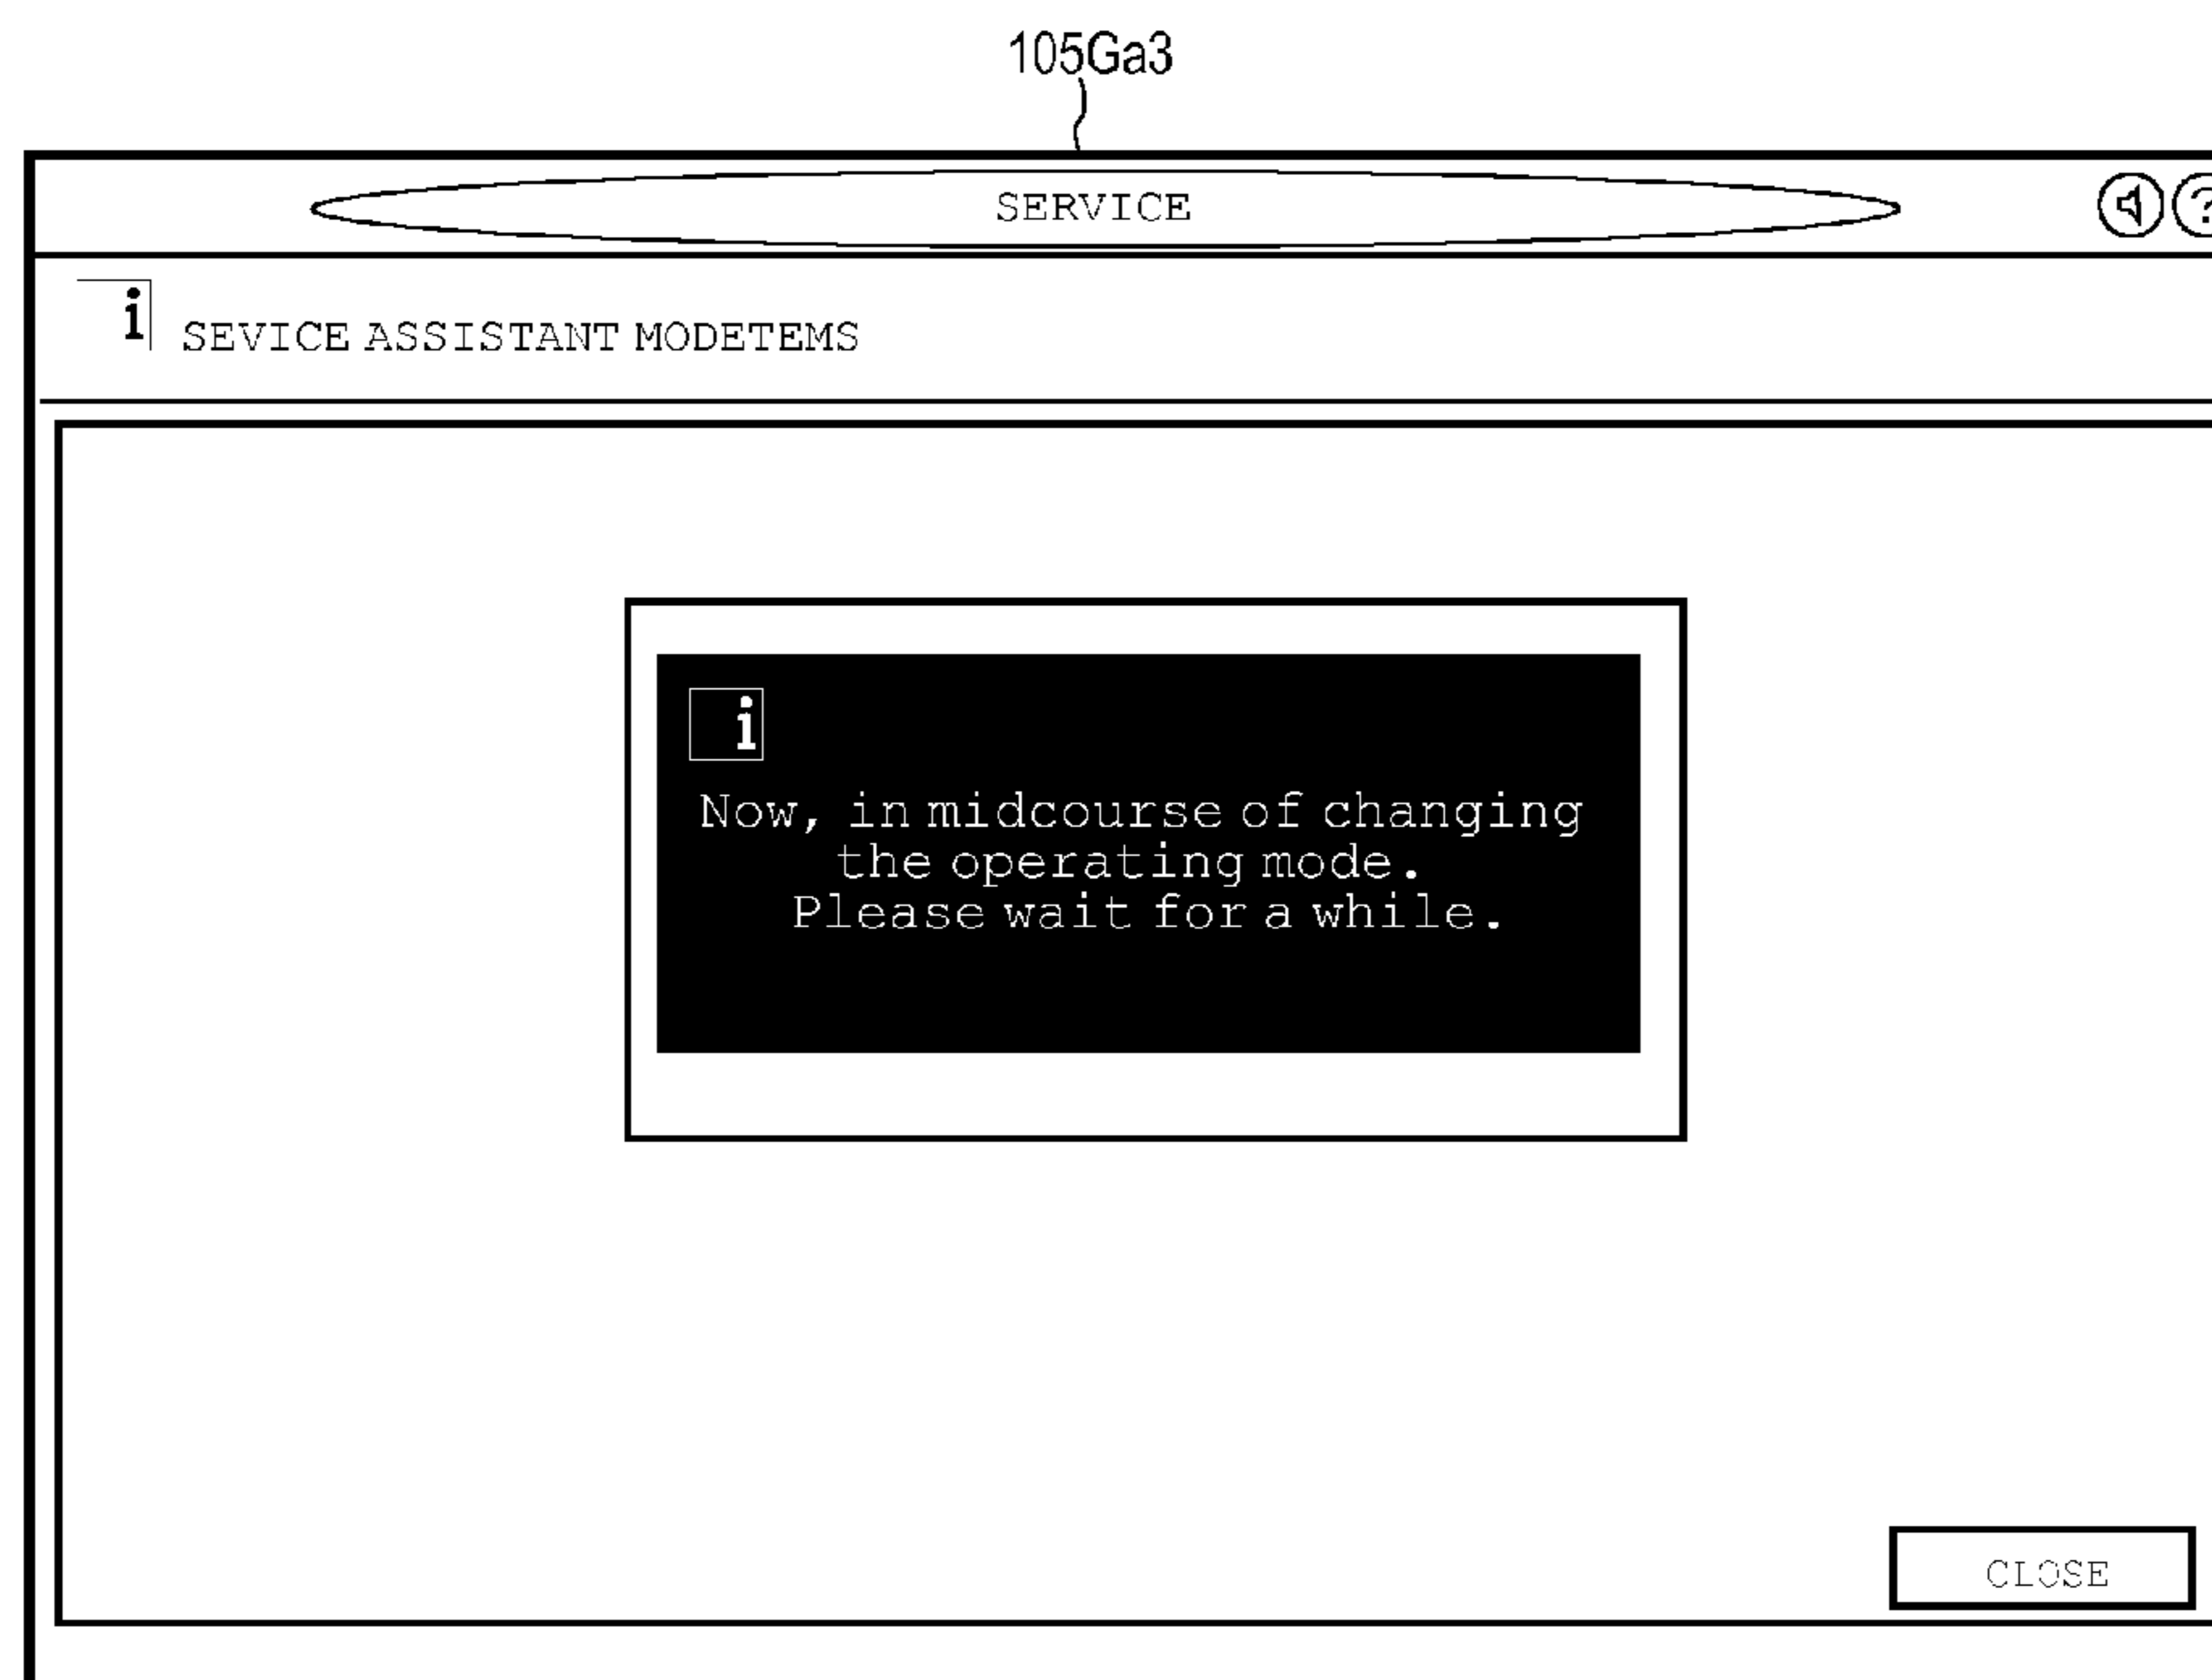 105Ga3
SERVICE
?
i
SEVICE ASSISTANT MODETEMS
i
Now, in midcourse of changing
the operating mode.
Please wait for a while.
CLOSE